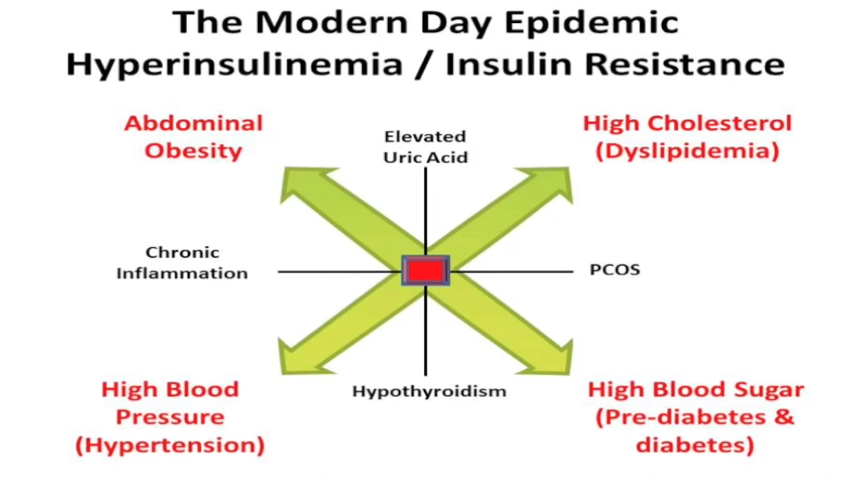 The Modern Day Epidemic
Hyperinsulinemia / Insulin Resistance
Abdominal
Obesity
Elevated
Uric Acid
High Cholesterol
(Dyslipidemia)
Chronic
Inflammation
PCOS
High Blood
Pressure
(Hypertension)
Hypothyroidism
High Blood Sugar
(Pre-diabetes &
diabetes)